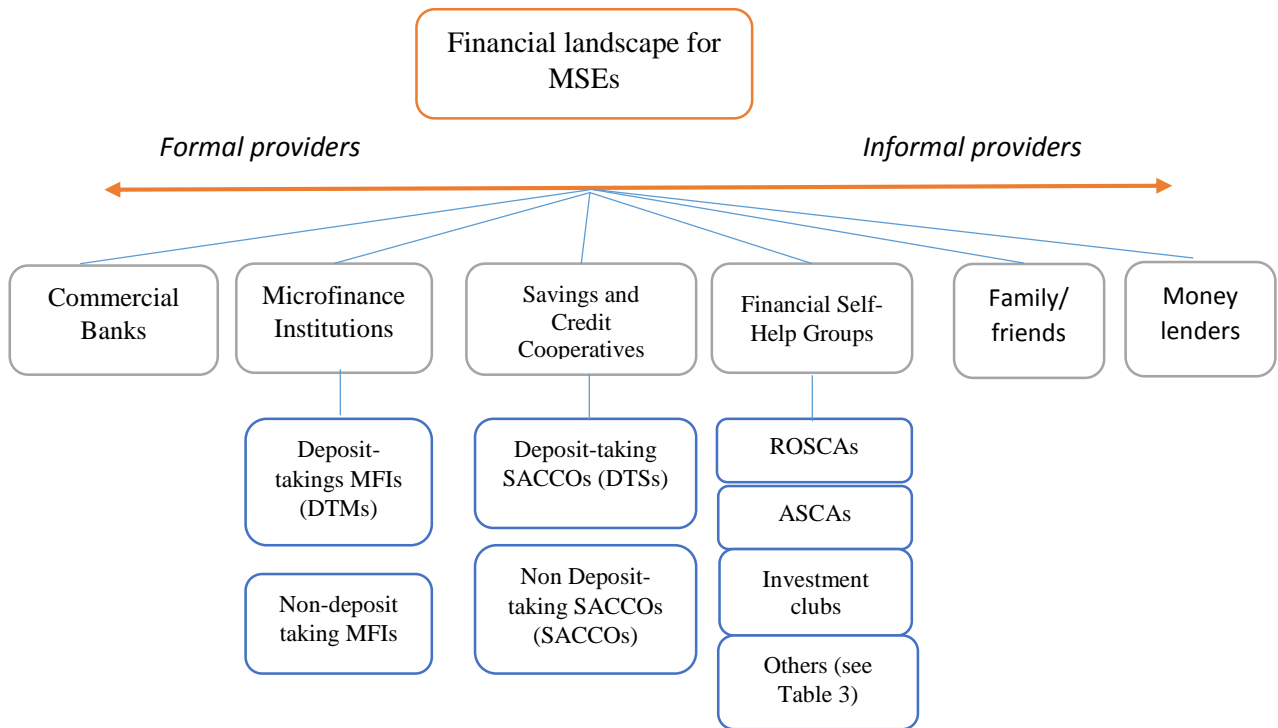 Financial landscape for
MSEs
Formal providers
Informal providers
Commercial
Banks
Microfinance
Institutions
Savings and
Credit
Cooperatives
Financial Self-
Help Groups
Family/
friends
Money
lenders
Deposit-
takings MFIs
(DTMs)
Non-deposit
taking MFIs
Deposit-taking
SACCOs (DTSs)
Non Deposit-
taking SACCOs
(SACCOs)
ROSCAs
ASCAs
Investment
clubs
Others (see
Table 3)